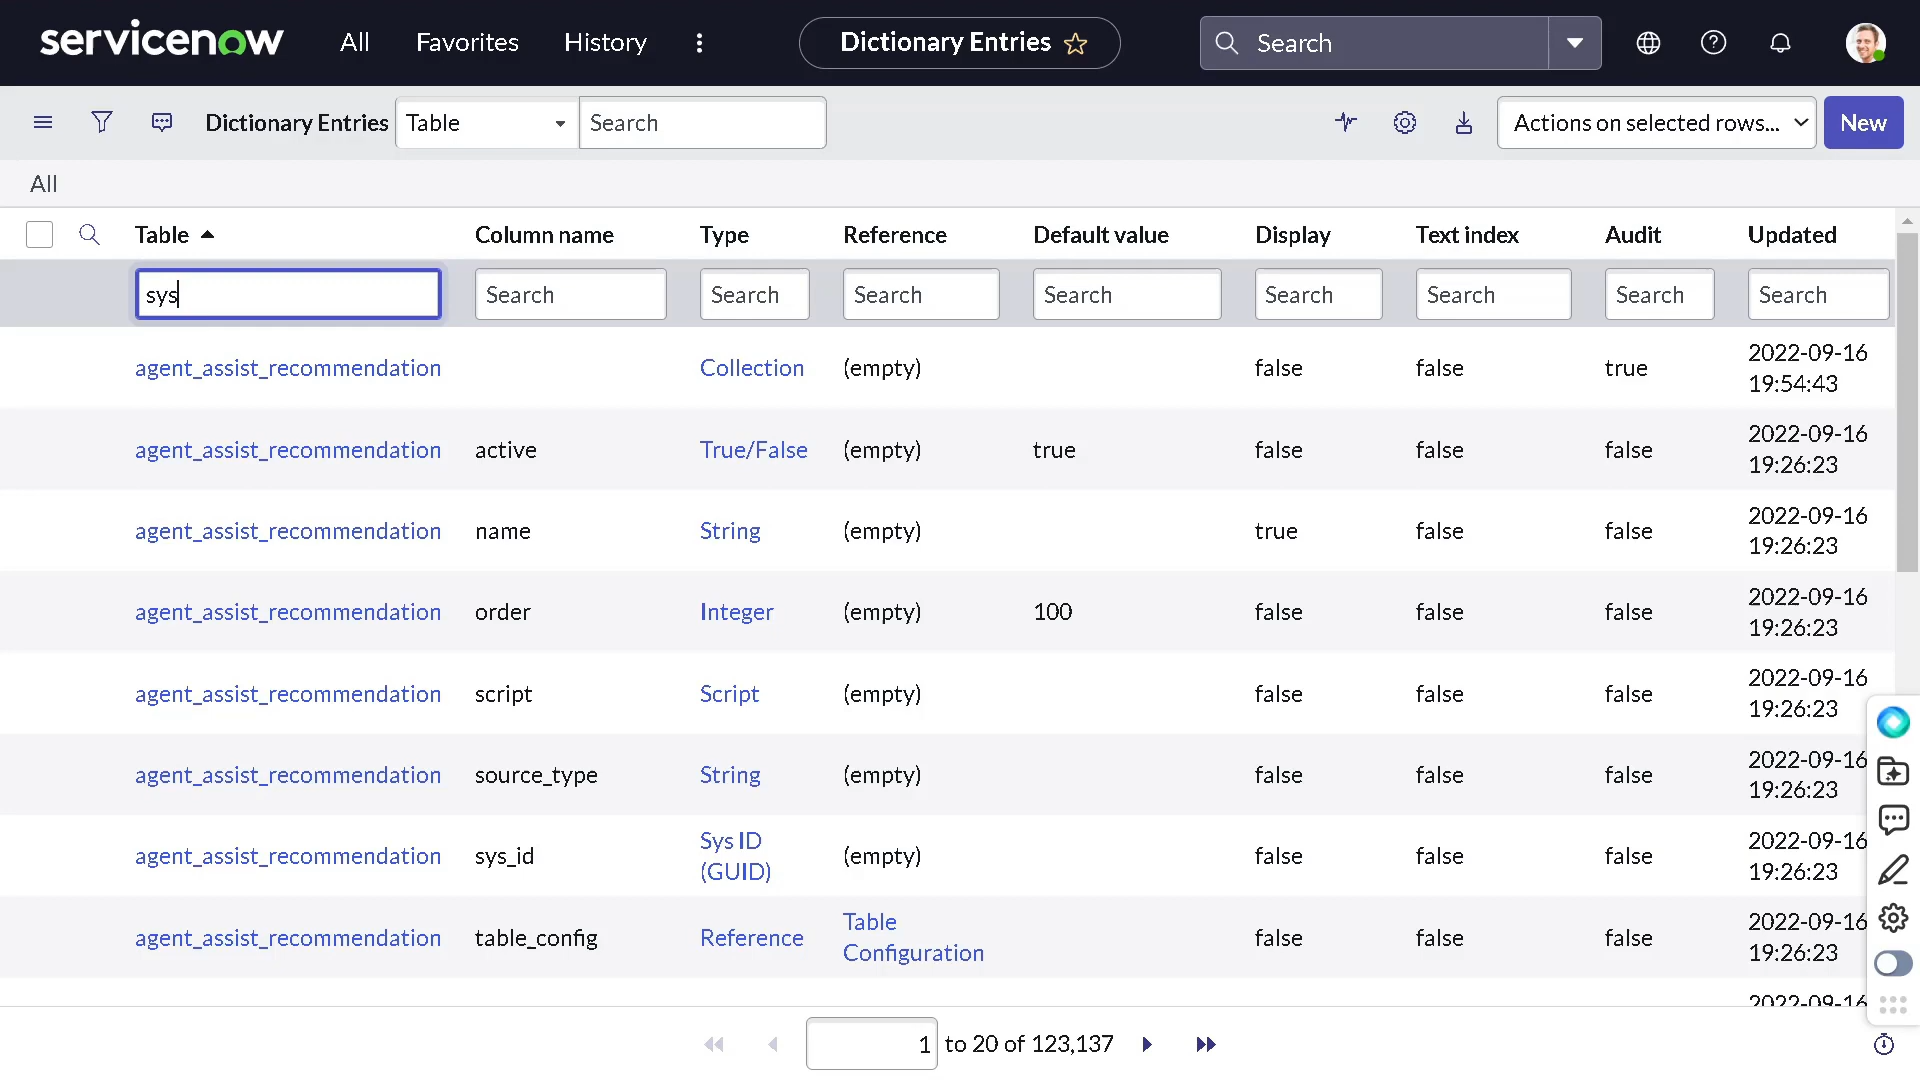 servicenow All Favorites History Dictionary Entries Search
Dictionary Entries Table Search Actions on selected rows... New
All
Table Column name Type Reference Default value Display Text index Audit Updated
sys Search Search Search Search Search Search Search Search
agent_assist_recommendation Collection (empty) false false true 2022-09-16
19:54:43
agent_assist_recommendation active True/False (empty) true false false false 2022-09-16
19:26:23
agent_assist_recommendation name String (empty) true false false 2022-09-16
19:26:23
agent_assist_recommendation order Integer (empty) 100 false false false 2022-09-16
19:26:23
agent_assist_recommendation script Script (empty) false false false 2022-09-16
19:26:23
agent_assist_recommendation source_type String (empty) false false false 2022-09-16
19:26:23
agent_assist_recommendation sys_id Sys ID
(GUID) (empty) false false false 2022-09-16
19:26:23
agent_assist_recommendation table_config Reference Table
Configuration false false false 2022-09-16
19:26:23
2022-09-16
1 to 20 of 123,137